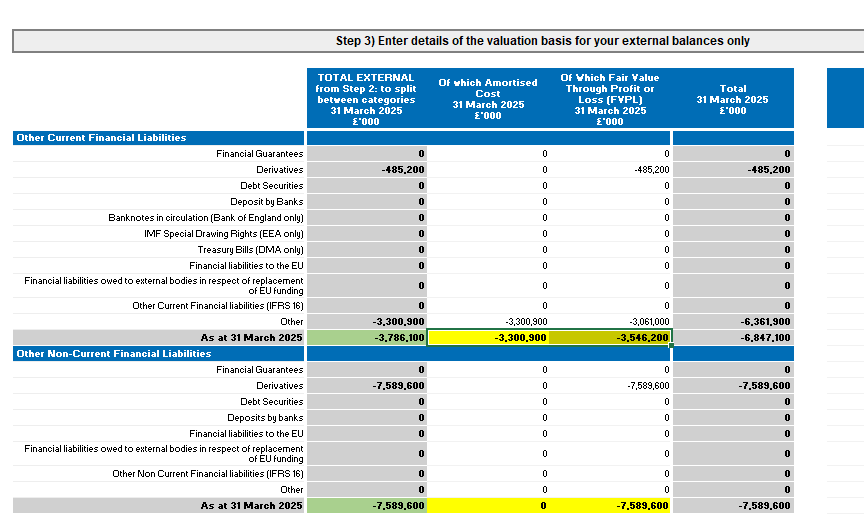 Step 3) Enter details of the valuation basis for your external balances only
TOTAL EXTERNAL
from Step 2: to split
between categories
31 March 2025
£'000
Of which Amortised
Cost
31 March 2025
£'000
Of Which Fair Value
Through Profit or
Loss (FVPL)
31 March 2025
£'000
Total
31 March 2025
£'000
Other Current Financial Liabilities
Financial Guarantees 0 0 0 0
Derivatives -485,200 0 -485,200 -485,200
Debt Securities 0 0 0 0
Deposit by Banks 0 0 0 0
Banknotes in circulation (Bank of England only) 0 0 0 0
IMF Special Drawing Rights (EEA only) 0 0 0 0
Treasury Bills (DMA only) 0 0 0 0
Financial liabilities to the EU 0 0 0 0
Financial liabilities owed to external bodies in respect of replacement
of EU funding 0 0 0 0
Other Current Financial liabilities (IFRS 16) 0 0 0 0
Other -3,300,900 -3,300,900 -3,061,000 -6,361,900
As at 31 March 2025 -3,786,100 -3,300,900 -3,546,200 -6,847,100
Other Non-Current Financial Liabilities
Financial Guarantees 0 0 0 0
Derivatives -7,589,600 0 -7,589,600 -7,589,600
Debt Securities 0 0 0 0
Deposits by banks 0 0 0 0
Financial liabilities to the EU 0 0 0 0
Financial liabilities owed to external bodies in respect of replacement
of EU funding 0 0 0 0
Other Non Current Financial liabilities (IFRS 16) 0 0 0 0
Other 0 0 0 0
As at 31 March 2025 -7,589,600 0 -7,589,600 -7,589,600